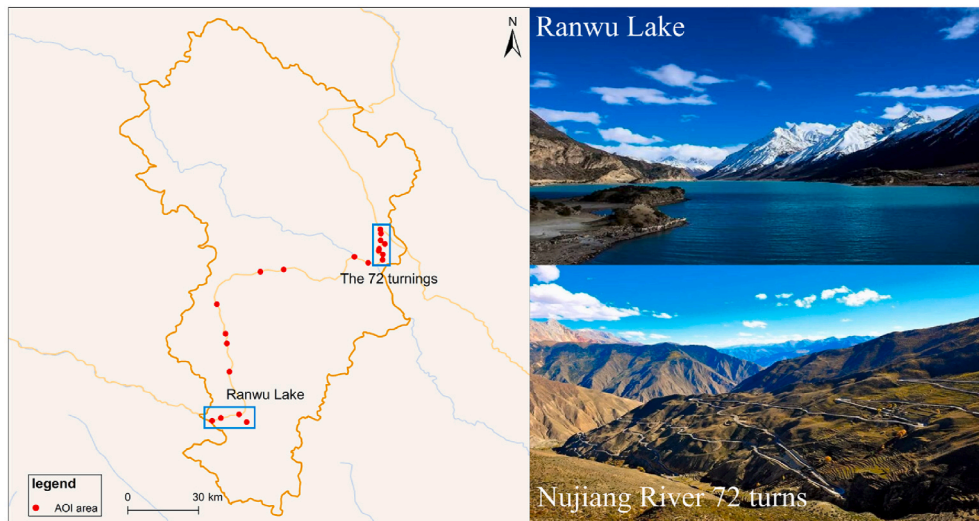 N
The 72 turnings
Ranwu Lake
legend
AOI area
0 30 km
Ranwu Lake
Nujiang River 72 turns